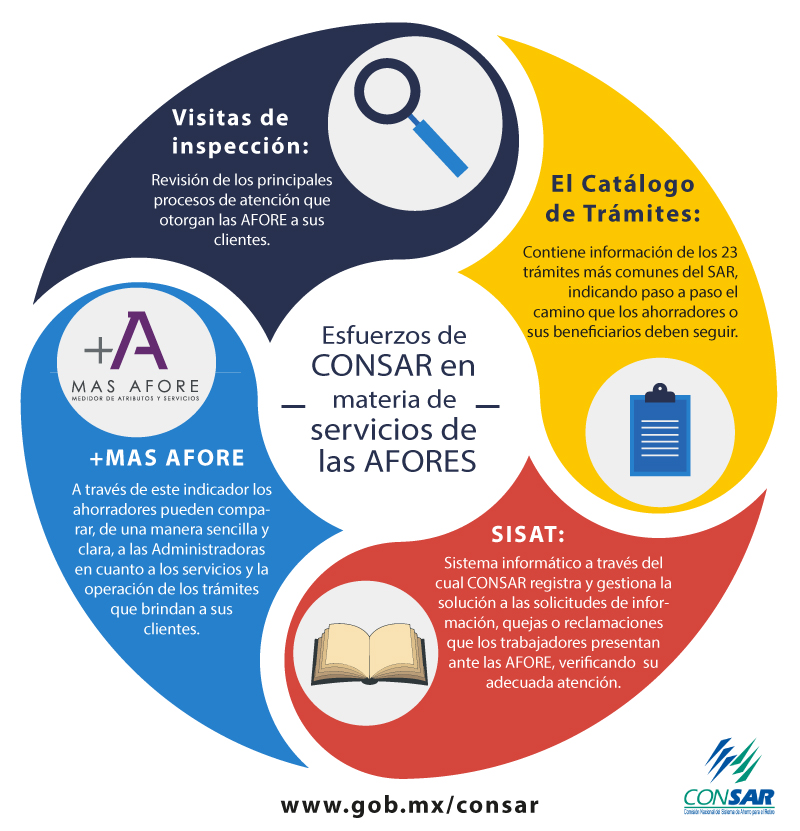 Visitas de
inspección:
Revisión de los principales
procesos de atención que
otorgan las AFORE a sus
clientes.
El Catálogo
de Trámites:
Contiene información de los 23
trámites más comunes del SAR,
indicando paso a paso el
camino que los ahorradores o
sus beneficiarios deben seguir.
Esfuerzos de
CONSAR en
materia de
servicios de
las AFORES
+A
MAS AFORE
MEDIDOR DE ATRIBUTOS Y SERVICIOS
+MAS AFORE
A través de este indicador los
ahorradores pueden compa-
rar, de una manera sencilla y
clara, a las Administradoras
en cuanto a los servicios y la
operación de los trámites
que brindan a sus
clientes.
SISAT:
Sistema informático a través del
cual CONSAR registra y gestiona la
solución a las solicitudes de infor-
mación, quejas o reclamaciones
que los trabajadores presentan
ante las AFORE, verificando su
adecuada atención.
www.gob.mx/consar
CONSAR
Comisión Nacional del Sistema de Ahorro para el Retiro